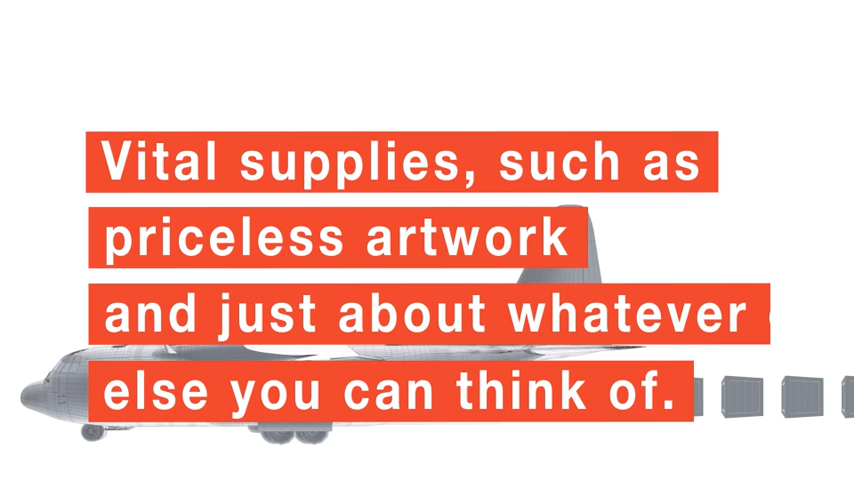 Vital supplies, such as
priceless artwork
and just about whatever
else you can think of.